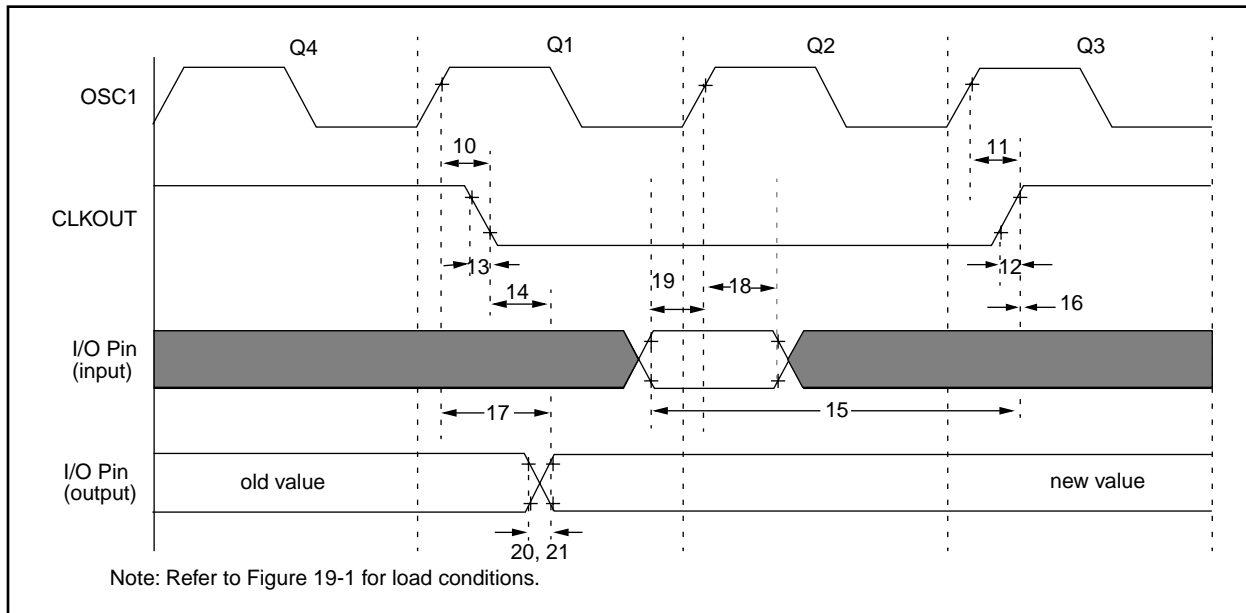 Q4 Q1 Q2 Q3
OSC1
10 11
CLKOUT
13 12
19 18
14 16
I/O Pin
(input)
17 15
I/O Pin
(output)
old value new value
20, 21
Note: Refer to Figure 19-1 for load conditions.